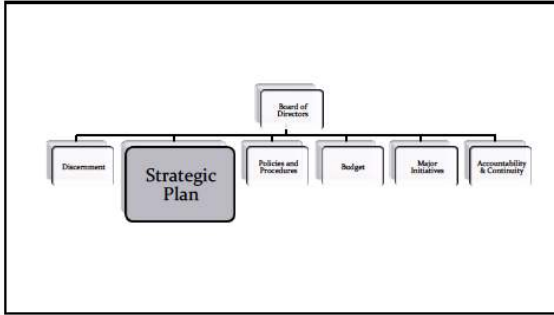 Board of
Directors
Discernment
Strategic
Plan
Policies and
Procedures
Budget
Major
Initiatives
Accountability
& Continuity